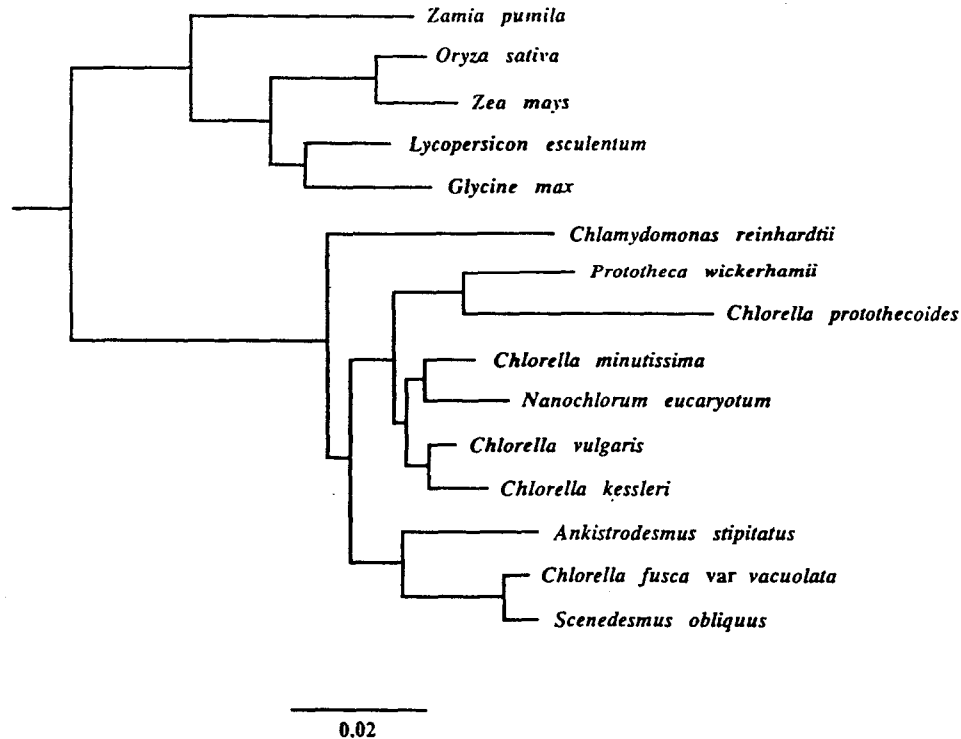 Zamia pumila
Oryza sativa
Zea mays
Lycopersicon esculentum
Glycine max
Chlamydomonas reinhardtii
Prototheca wickerhamii
Chlorella protothecoides
Chlorella minutissima
Nanochlorum eucaryotum
Chlorella vulgaris
Chlorella kessleri
Ankistrodesmus stipitatus
Chlorella fusca var vacuolata
Scenedesmus obliquus
0.02